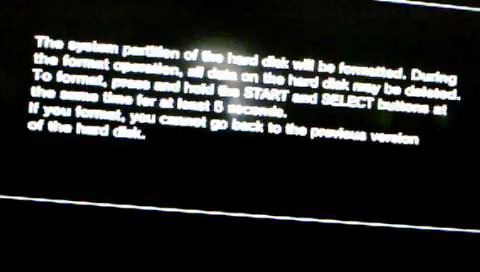 The system partition of the hard disk will be formatted. During
the format operation, all data on the hard disk may be deleted.
To format, press and hold the START and SELECT buttons at
the same time for at least 5 seconds.
If you format, you cannot go back to the previous version
of the hard disk.